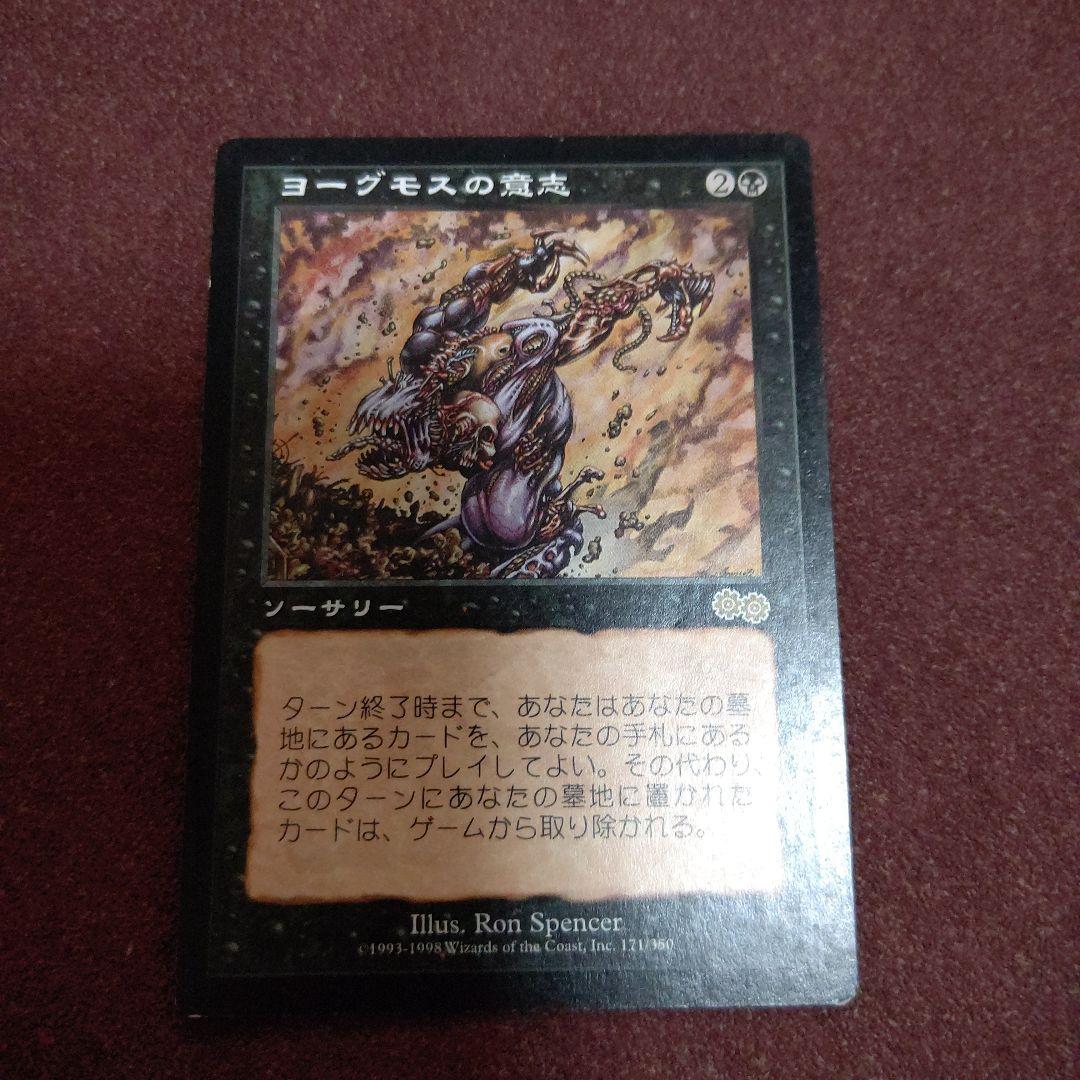 ヨーグモスの意志 2
ソーサリー
ターン終了時まで、あなたはあなたの墓
地にあるカードを、あなたの手札にある
かのようにプレイしてよい。その代わり、
このターンにあなたの墓地に置かれた
カードは、ゲームから取り除かれる。
Illus. Ron Spencer
©1993-1998 Wizards of the Coast, Inc. 171/350